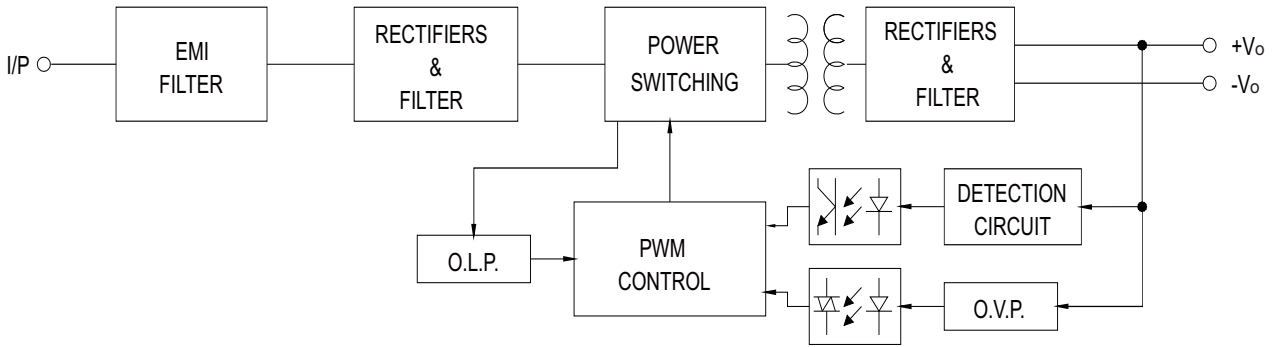 I/P
EMI
FILTER
RECTIFIERS
&
FILTER
POWER
SWITCHING
RECTIFIERS
&
FILTER
+Vo
-Vo
DETECTION
CIRCUIT
O.L.P.
PWM
CONTROL
O.V.P.